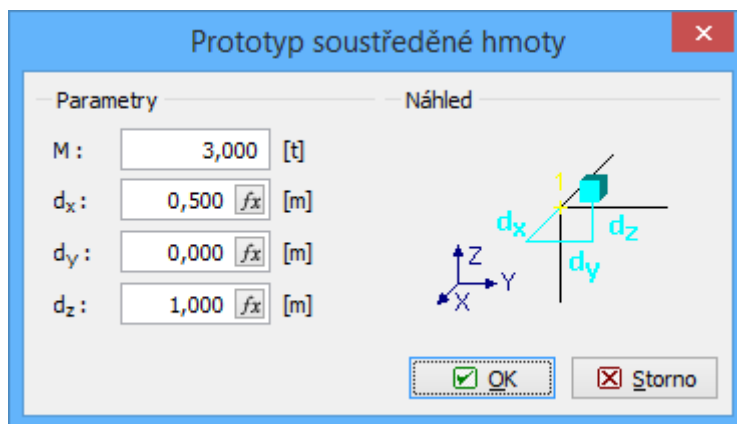 Prototyp soustředěné hmoty
Parametry
M : 3,000 [t]
dx : 0,500 fx [m]
dy : 0,000 fx [m]
dz : 1,000 fx [m]
Náhled
1
dx dz
dy
Z
Y
X
OK Storno